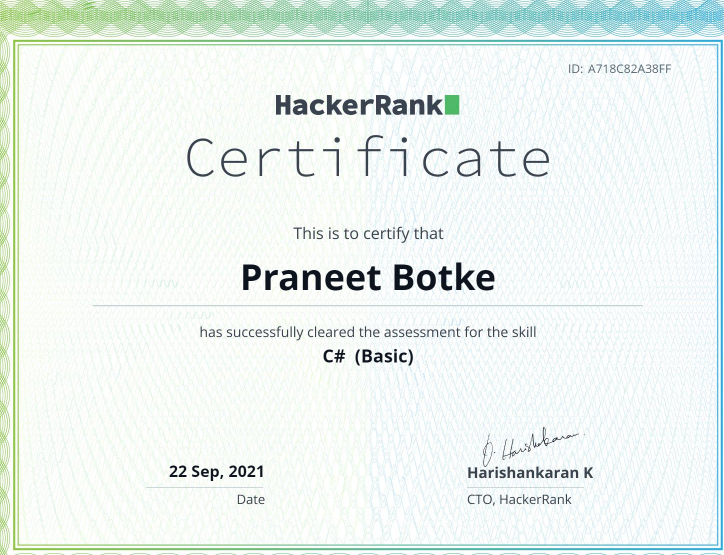 ID: A718C82A38FF
HackerRank
Certificate
This is to certify that
Praneet Botke
has successfully cleared the assessment for the skill
C# (Basic)
22 Sep, 2021
Date
Harishankaran K
CTO, HackerRank